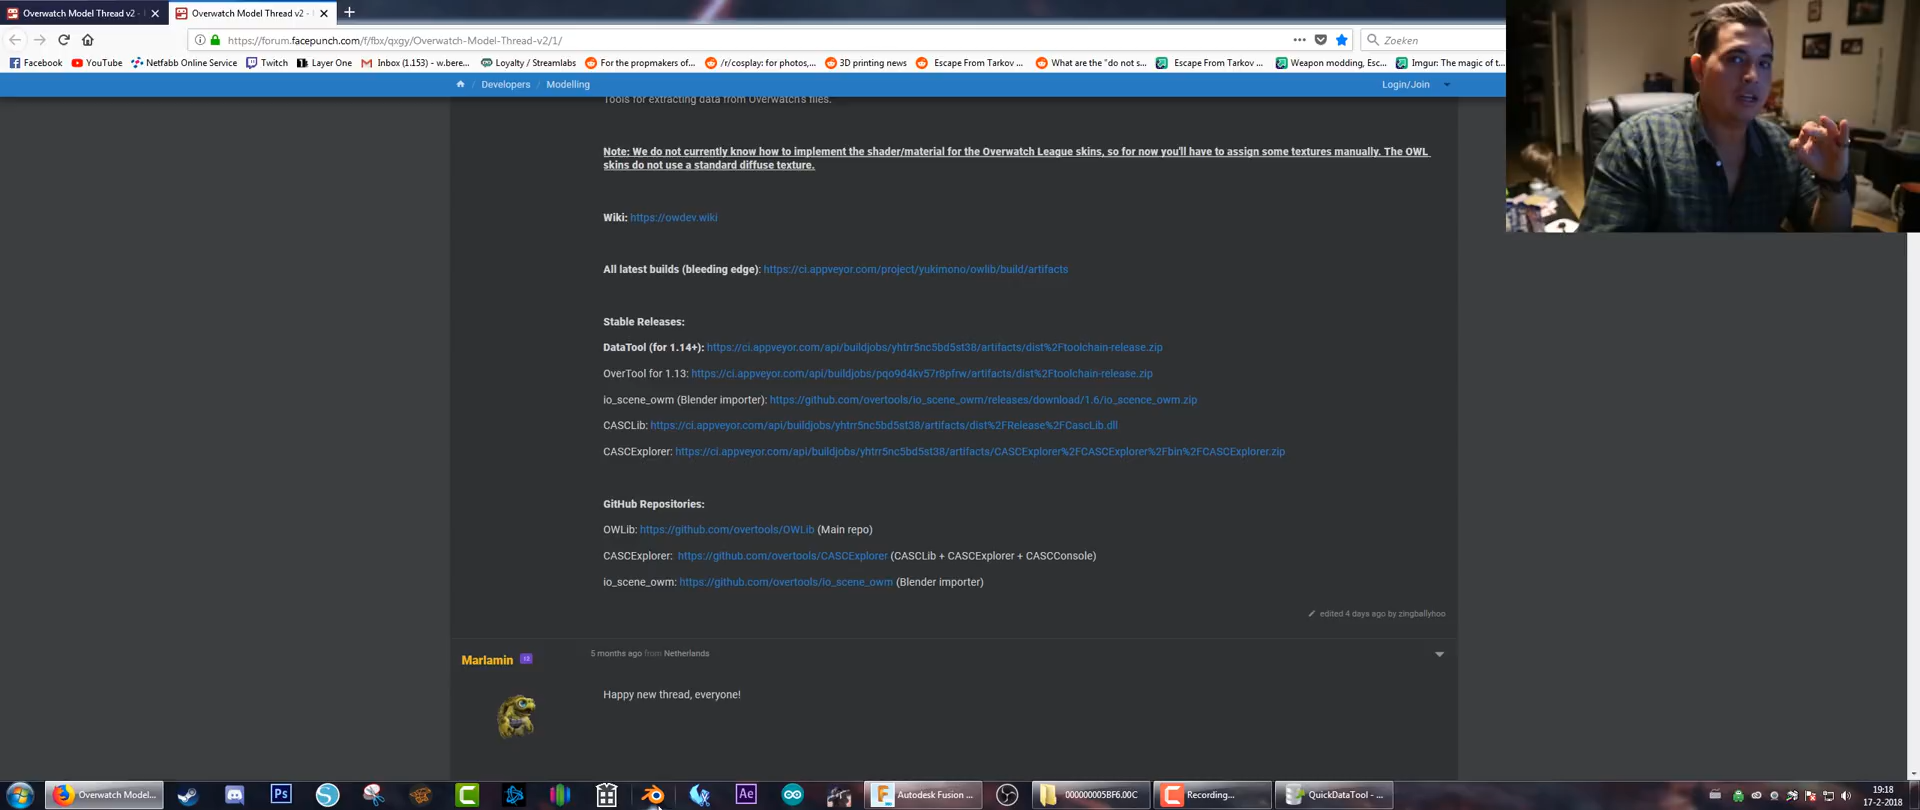 Overwatch Model Thread v2 -
Overwatch Model Thread v2 -
https://forum.facepunch.com/f/fbx/qxgy/Overwatch-Model-Thread-v2/1/
Zoeken
Facebook
YouTube
Netfabb Online Service
Twitch
Layer One
Inbox (1.153) - w.bere...
Loyalty / Streamlabs
For the propmakers of...
/r/cosplay: for photos,...
3D printing news
Escape From Tarkov ...
What are the "do not s...
Escape From Tarkov ...
Weapon modding, Esc...
Imgur: The magic of t...
/ Developers / Modelling
Login/Join
Tools for extracting data from Overwatch's files.
Note: We do not currently know how to implement the shader/material for the Overwatch League skins, so for now you'll have to assign some textures manually. The OWL
skins do not use a standard diffuse texture.
Wiki: https://owdev.wiki
All latest builds (bleeding edge): https://ci.appveyor.com/project/yukimono/owlib/build/artifacts
Stable Releases:
DataTool (for 1.14+): https://ci.appveyor.com/api/buildjobs/yhtrr5nc5bd5st38/artifacts/dist%2Ftoolchain-release.zip
OverTool for 1.13: https://ci.appveyor.com/api/buildjobs/pqo9d4kv57r8pfrw/artifacts/dist%2Ftoolchain-release.zip
io_scene_owm (Blender importer): https://github.com/overtools/io_scene_owm/releases/download/1.6/io_scence_owm.zip
CASCLib: https://ci.appveyor.com/api/buildjobs/yhtrr5nc5bd5st38/artifacts/dist%2FRelease%2FCascLib.dll
CASCExplorer: https://ci.appveyor.com/api/buildjobs/yhtrr5nc5bd5st38/artifacts/CASCExplorer%2FCASCExplorer%2Fbin%2FCASCExplorer.zip
GitHub Repositories:
OWLib: https://github.com/overtools/OWLib (Main repo)
CASCExplorer: https://github.com/overtools/CASCExplorer (CASCLib + CASCExplorer + CASCConsole)
io_scene_owm: https://github.com/overtools/io_scene_owm (Blender importer)
edited 4 days ago by zingballyhoo
Marlamin
5 months ago from Netherlands
Happy new thread, everyone!
Overwatch Model...
Ps
Ae
Autodesk Fusion ...
000000005BF6.00C
Recording...
QuickDataTool - ...
19:18
17-2-2018